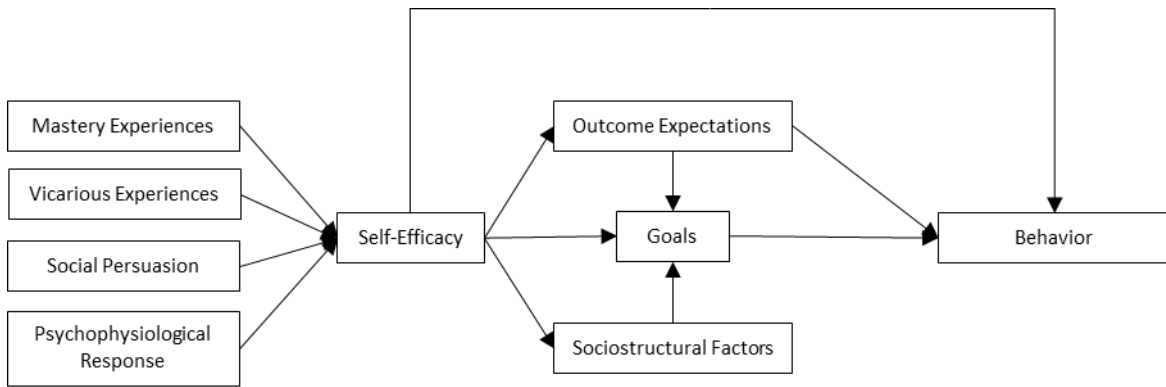 Mastery Experiences
Vicarious Experiences
Social Persuasion
Psychophysiological
Response
Self-Efficacy
Outcome Expectations
Goals
Sociostructural Factors
Behavior